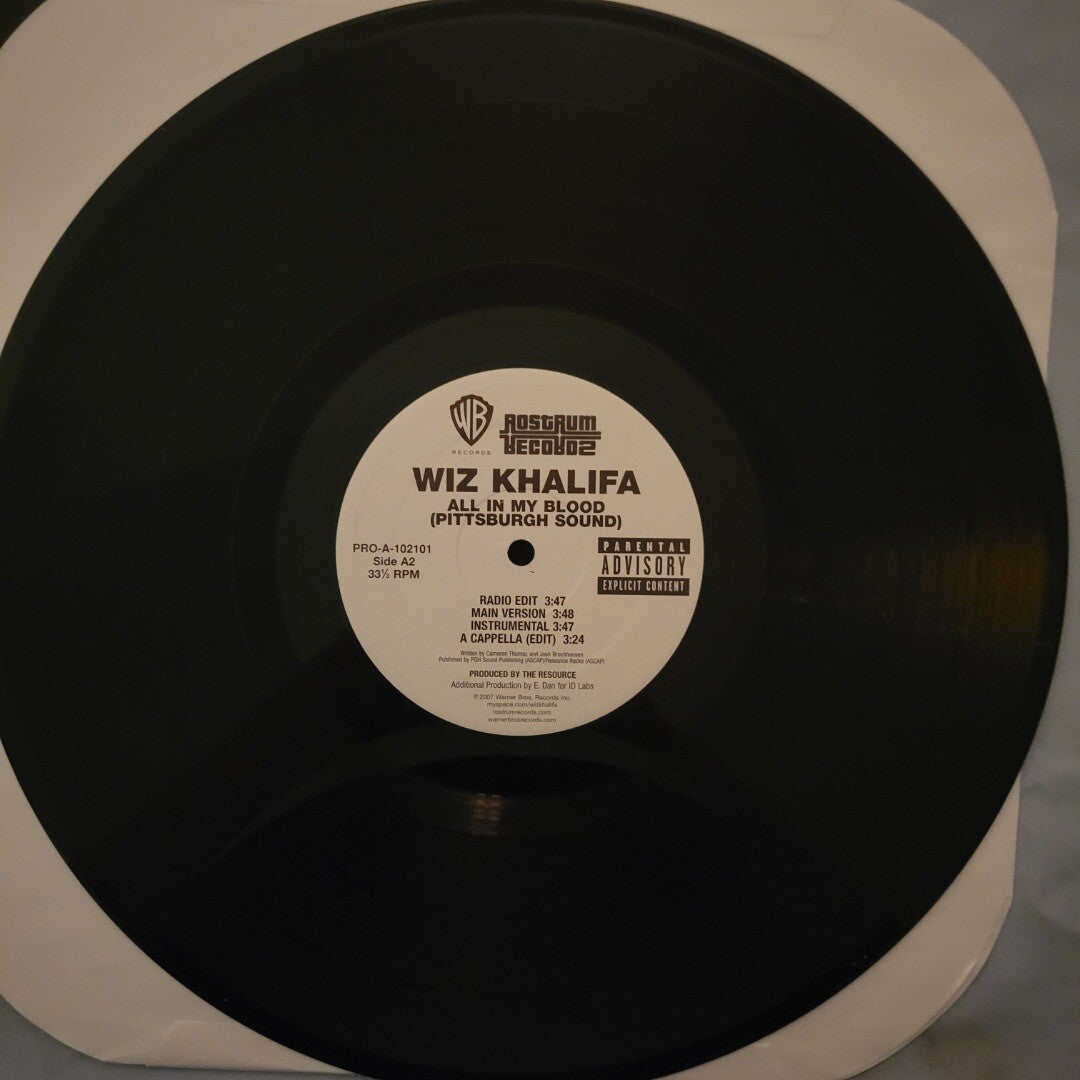 WB
RECORDS
ROSTRUM
RECORDS
WIZ KHALIFA
ALL IN MY BLOOD
(PITTSBURGH SOUND)
PRO-A-102101
Side A2
33⅓ RPM
PARENTAL
ADVISORY
EXPLICIT CONTENT
RADIO EDIT 3:47
MAIN VERSION 3:48
INSTRUMENTAL 3:47
A CAPPELLA (EDIT) 3:24
Written by Cameron Thomaz and Josh Brochhausen
Published by PGH Sound Publishing (ASCAP)/Resource Rocks (ASCAP)
PRODUCED BY THE RESOURCE
Additional Production by E. Dan for ID Labs
℗2007 Warner Bros. Records Inc.
myspace.com/wizkhalifa
rostrumrecords.com
warnerbrosrecords.com